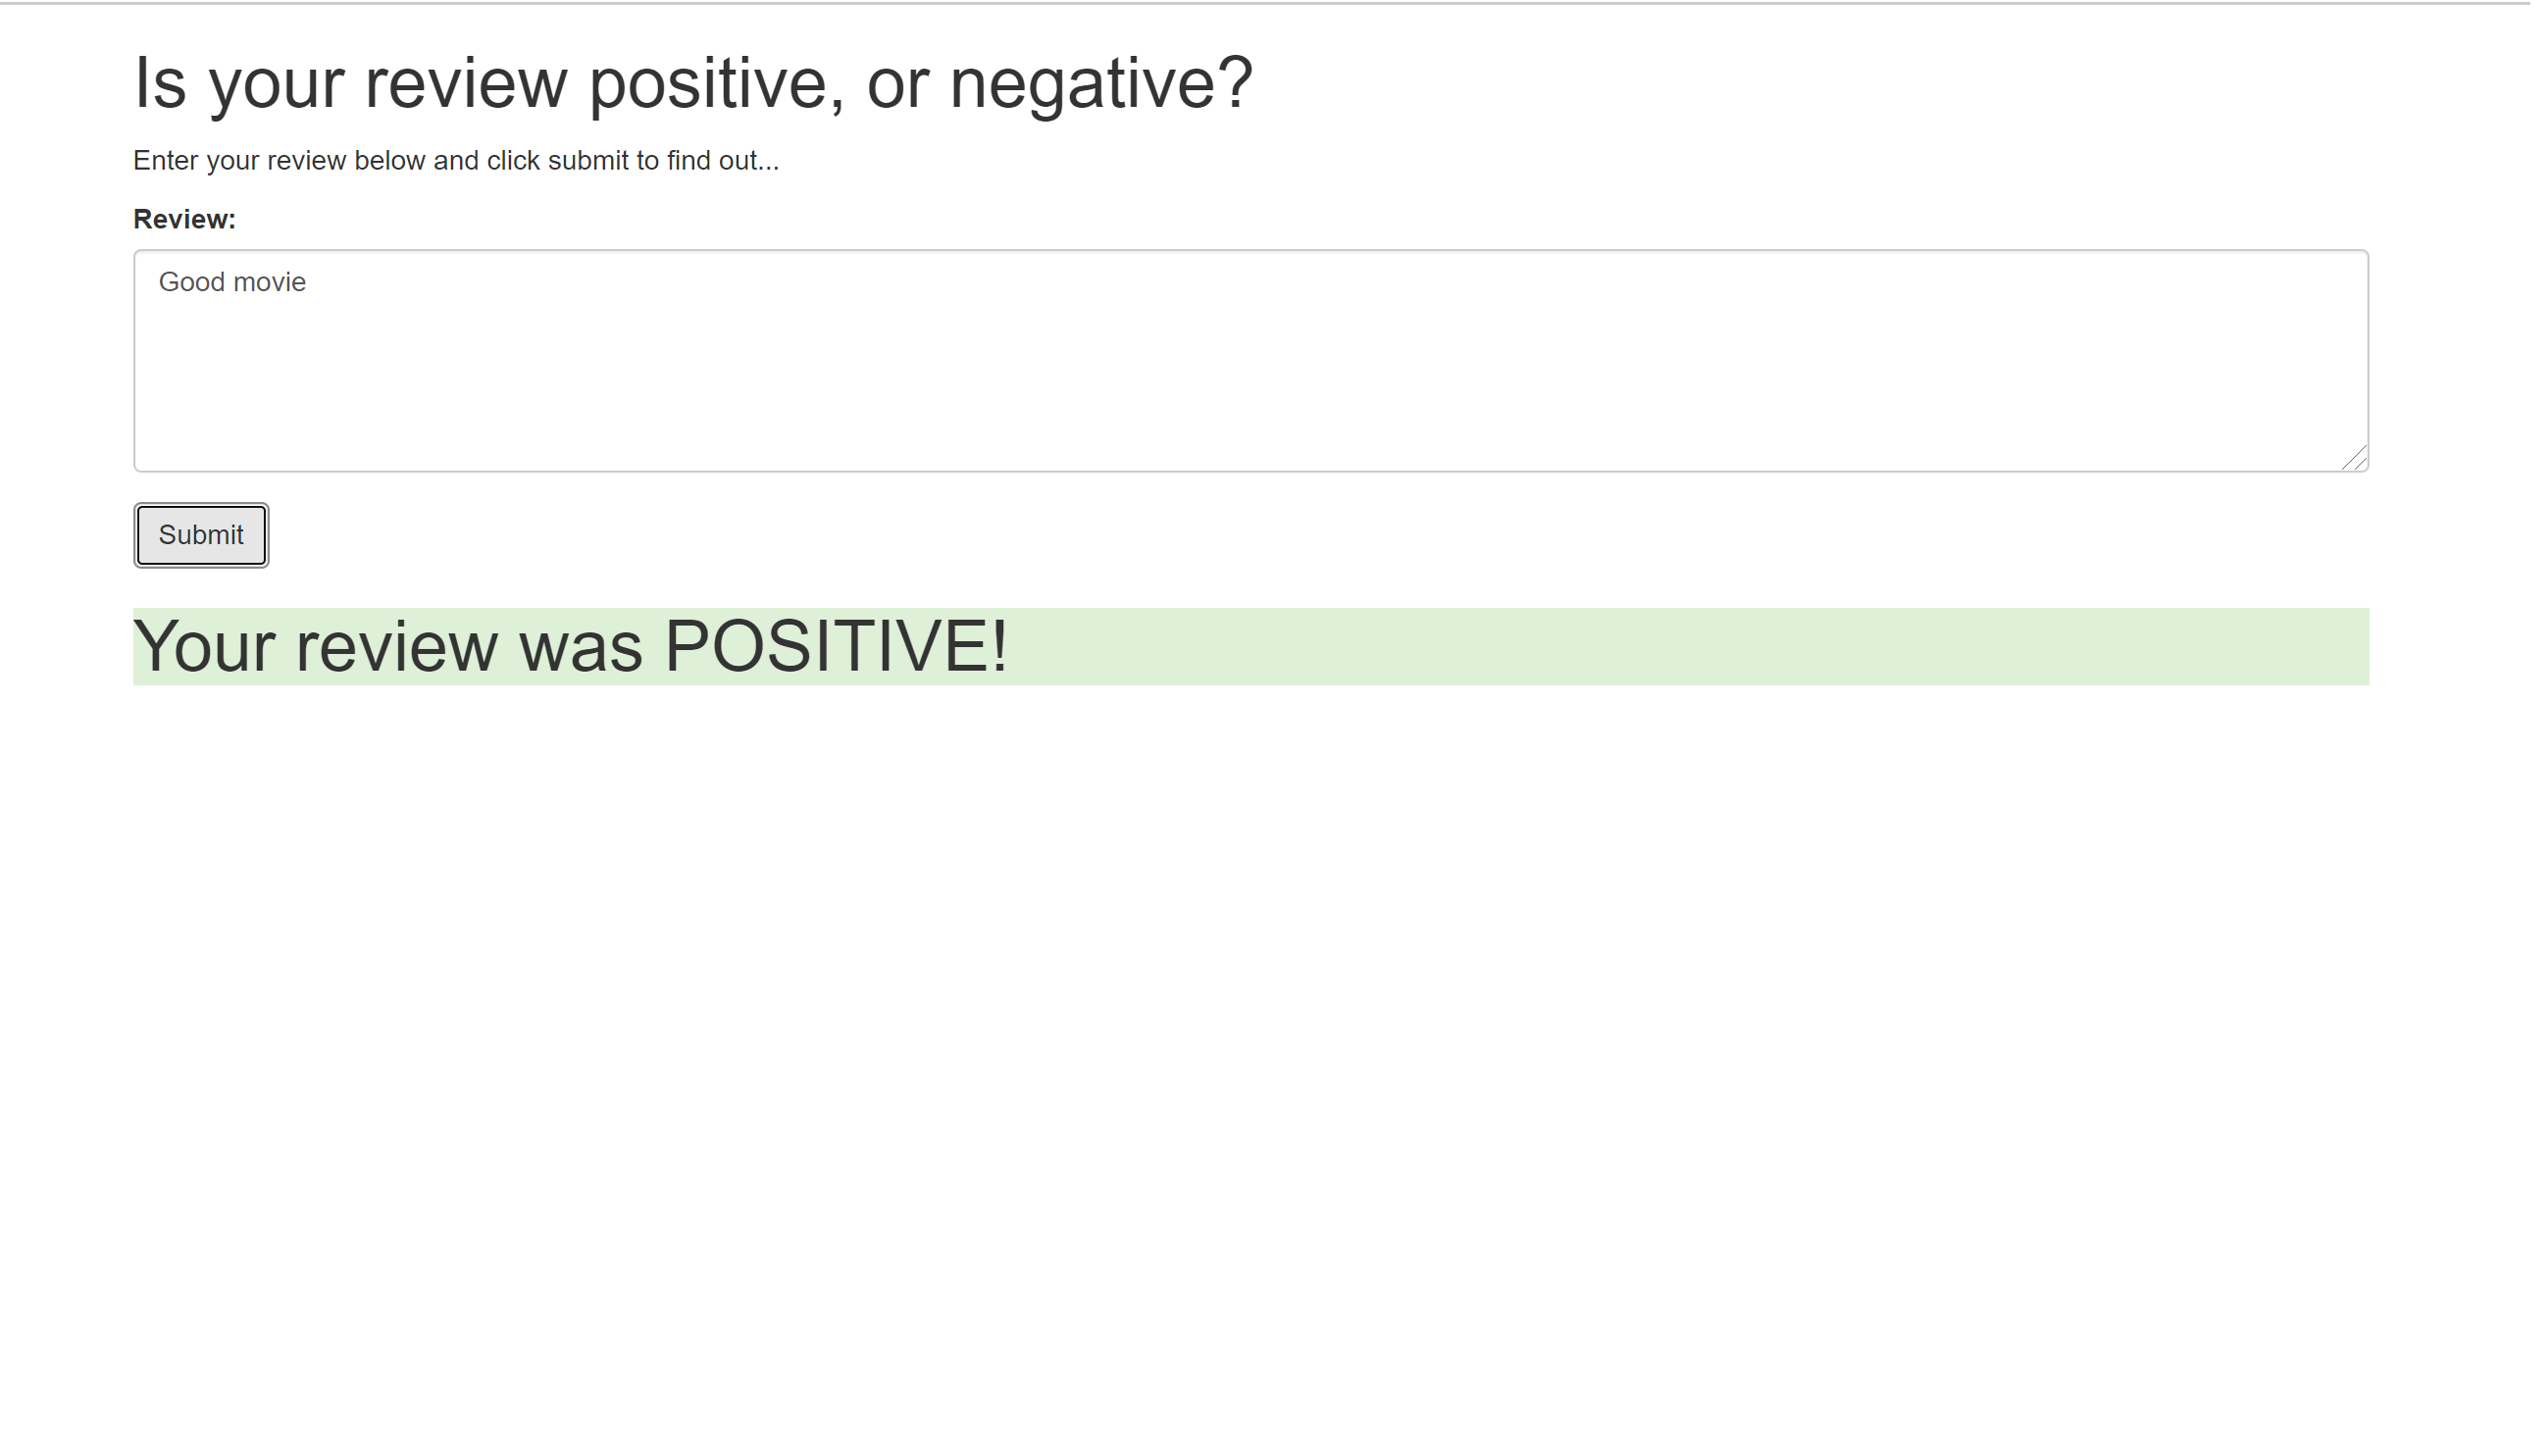 Is your review positive, or negative?
Enter your review below and click submit to find out...
Review:
Good movie
Submit
Your review was POSITIVE!